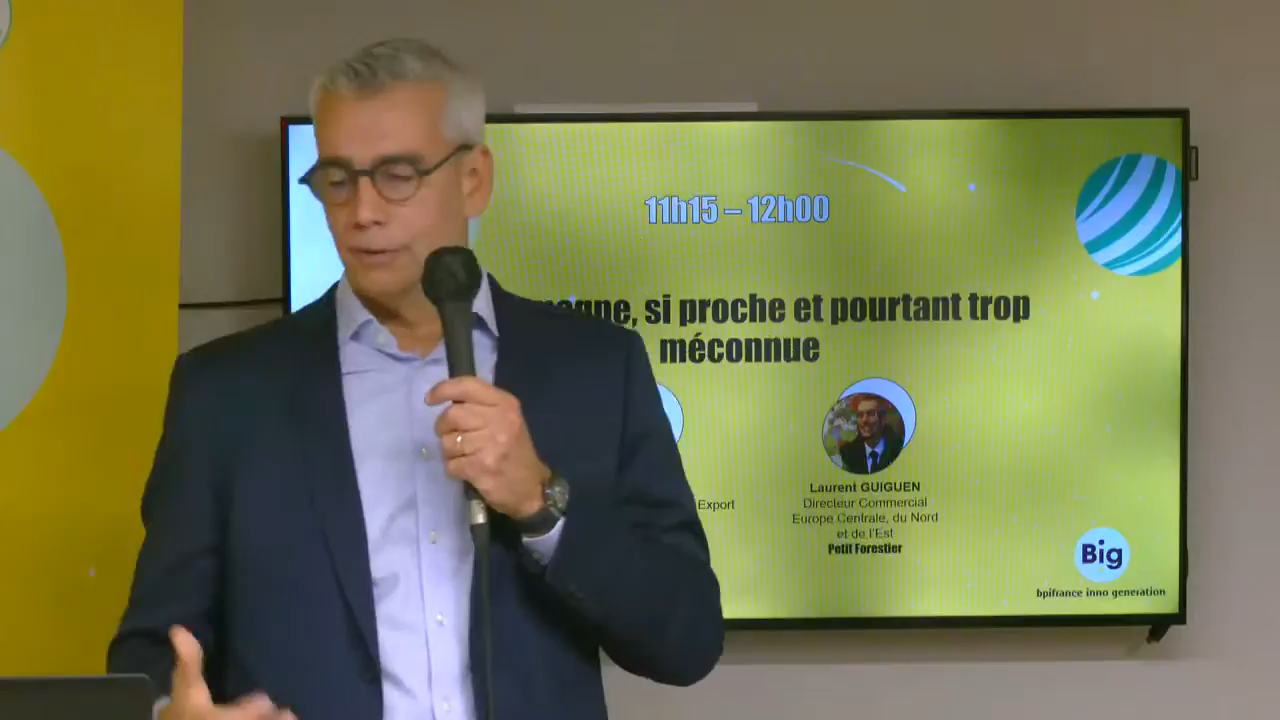 11h15 – 12h00
, si proche et pourtant trop
méconnue
Export
Laurent GUIGUEN
Directeur Commercial
Europe Centrale, du Nord
et de l'Est
Petit Forestier
Big
bpifrance inno generation